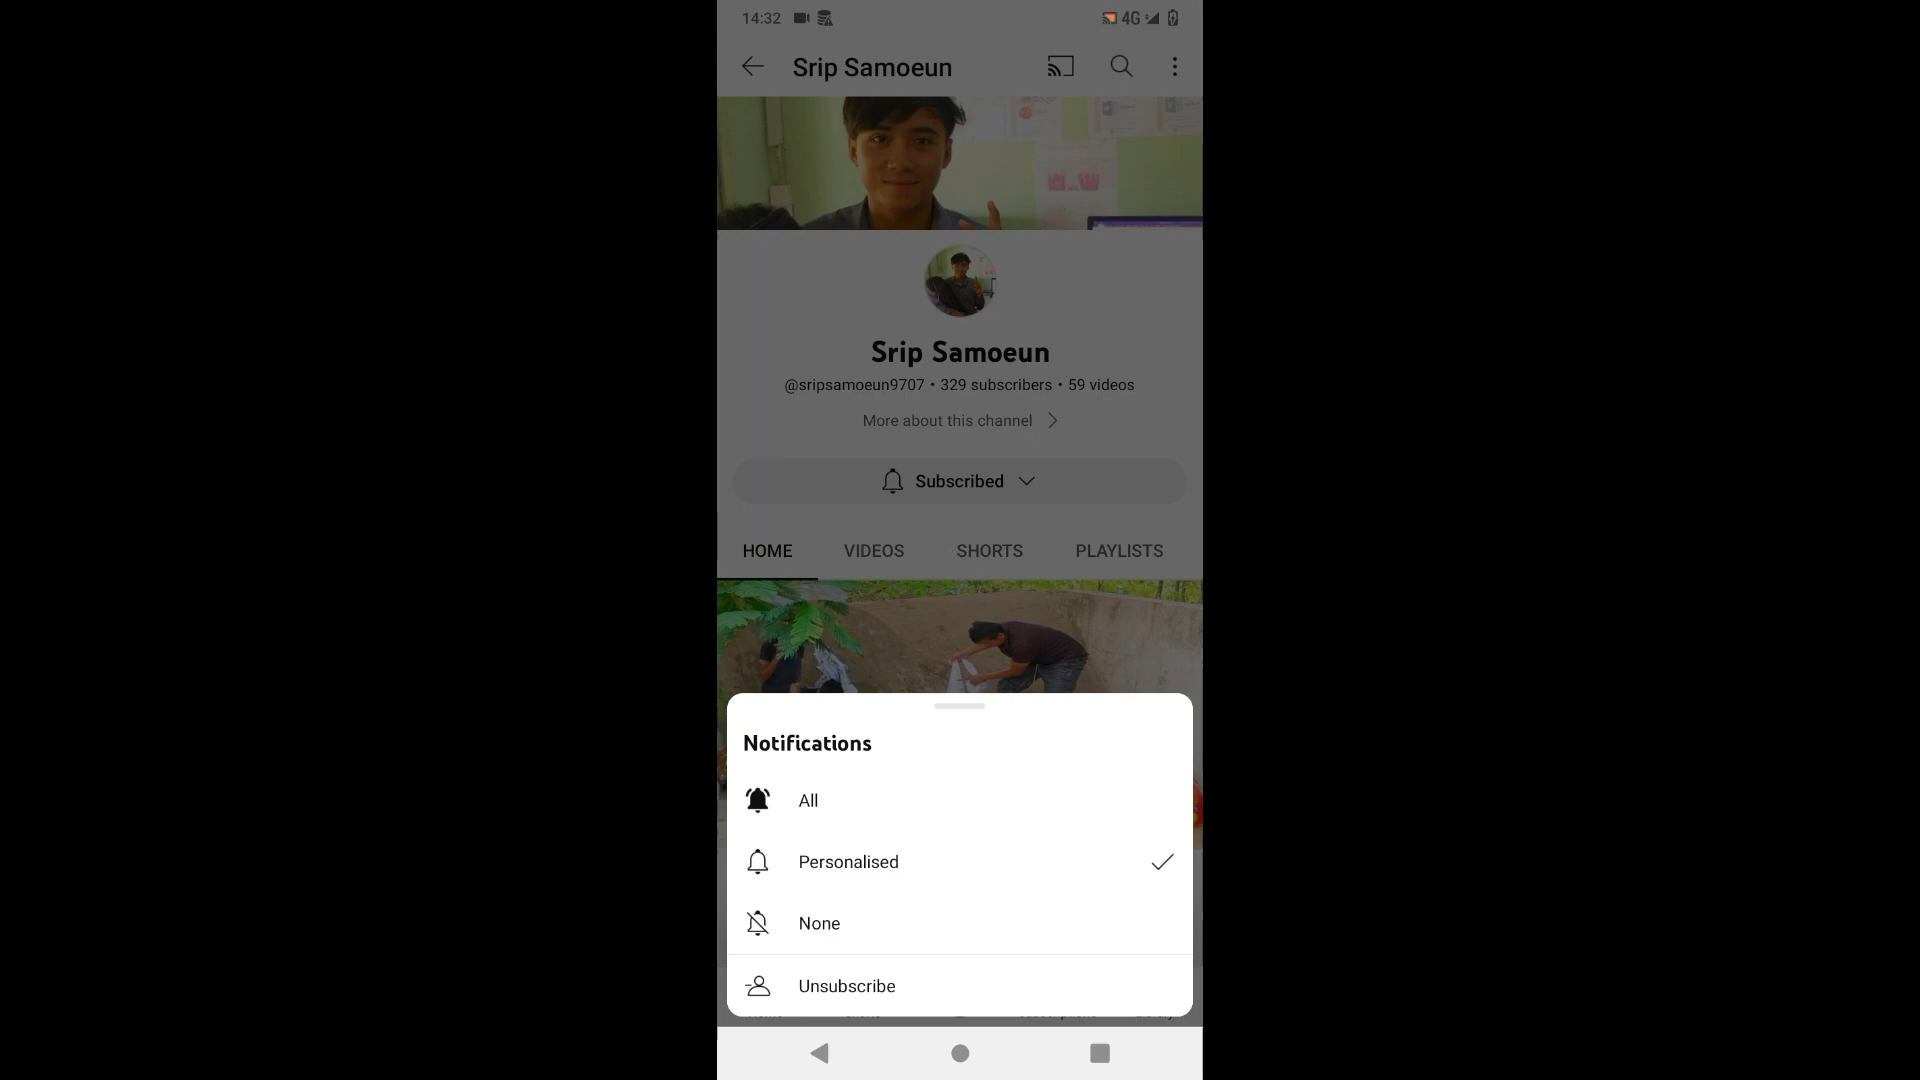 14:32
4G
Srip Samoeun
Srip Samoeun
@sripsamoeun9707 • 329 subscribers • 59 videos
More about this channel
Subscribed
HOME VIDEOS SHORTS PLAYLISTS
Notifications
All
Personalised
None
Unsubscribe